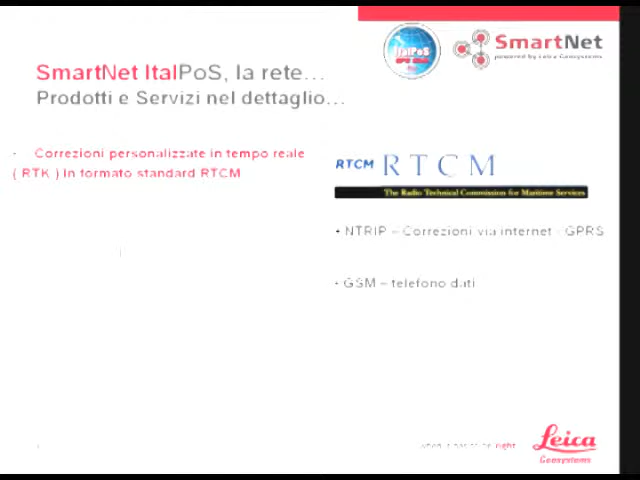 ItalPoS
SmartNet
powered by Leica Geosystems
SmartNet ItalPoS, la rete...
Prodotti e Servizi nel dettaglio...
- Correzioni personalizzate in tempo reale
( RTK ) In formato standard RTCM
RTCM RTCM
The Radio Technical Commission for Maritime Services
• NTRIP – Correzioni via internet - GPRS
• GSM – telefono dati
right
Leica
Geosystems